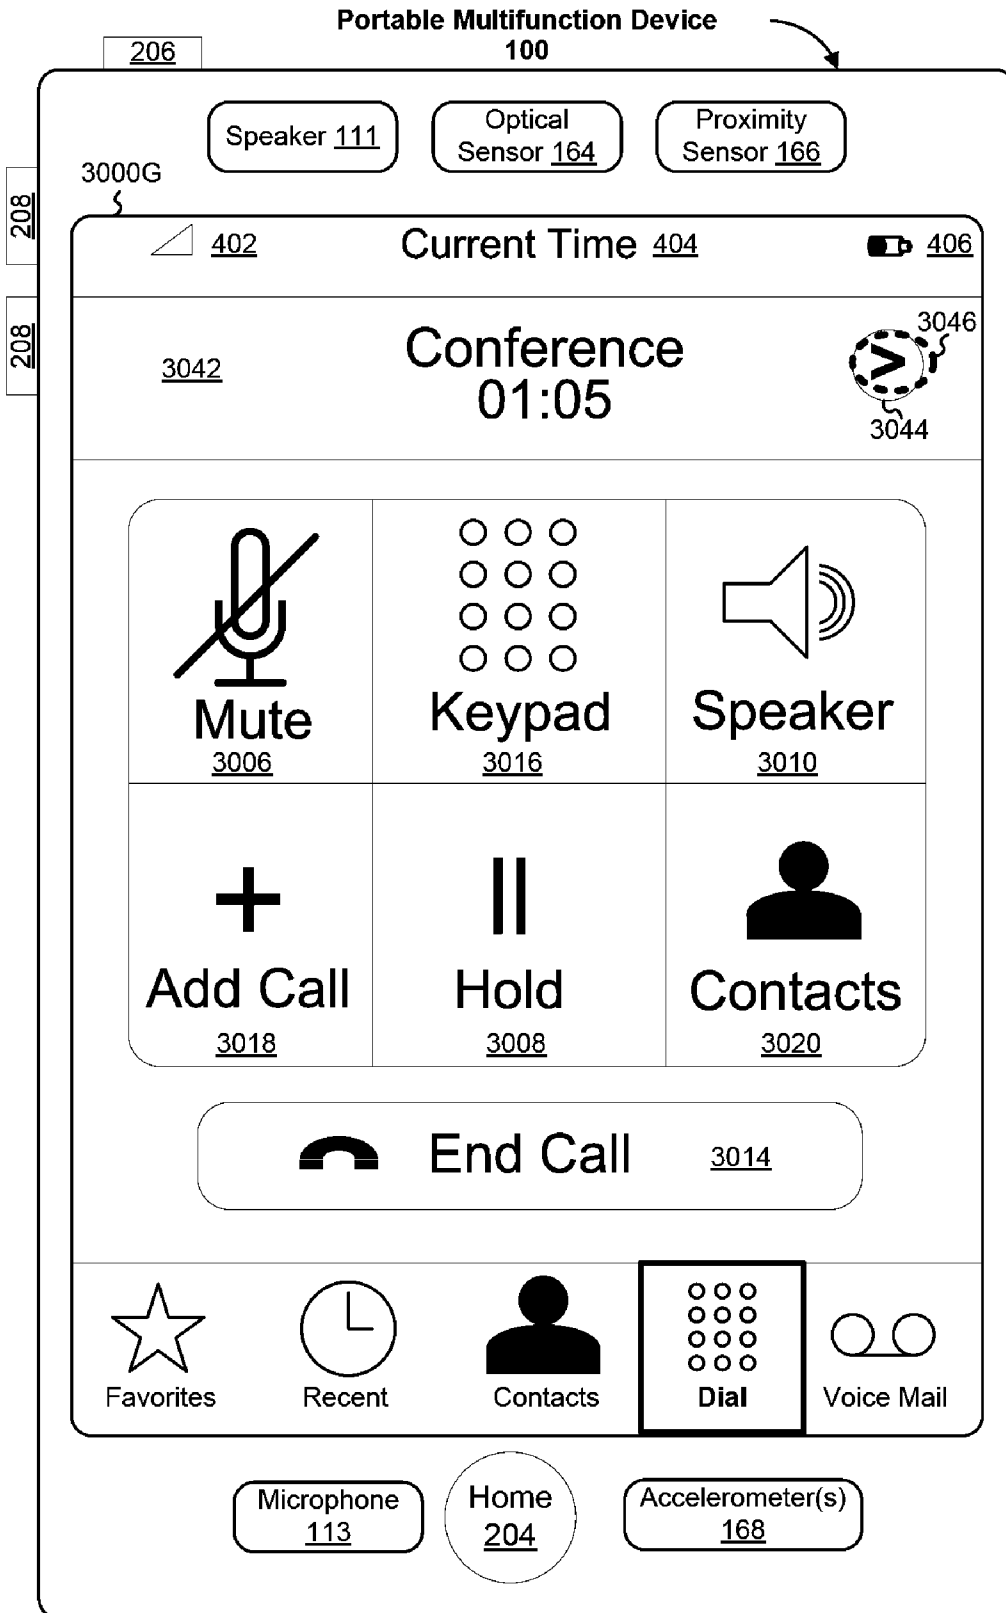 Portable Multifunction Device
100
206
Speaker 111
Optical
Sensor 164
Proximity
Sensor 166
3000G
208
208
402
Current Time 404
406
3042
Conference
01:05
3046
>
3044
Mute
3006
Keypad
3016
Speaker
3010
Add Call
3018
Hold
3008
Contacts
3020
End Call 3014
Favorites
Recent
Contacts
Dial
Voice Mail
Microphone
113
Home
204
Accelerometer(s)
168